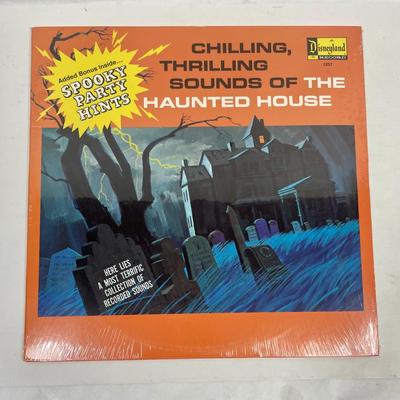 Added Bonus Inside....
SPOOKY
PARTY
HINTS
CHILLING,
THRILLING
SOUNDS OF THE
HAUNTED HOUSE
Disneyland
RECORD
1257
HERE LIES
A MOST TERRIFIC
COLLECTION OF
RECORDED SOUNDS